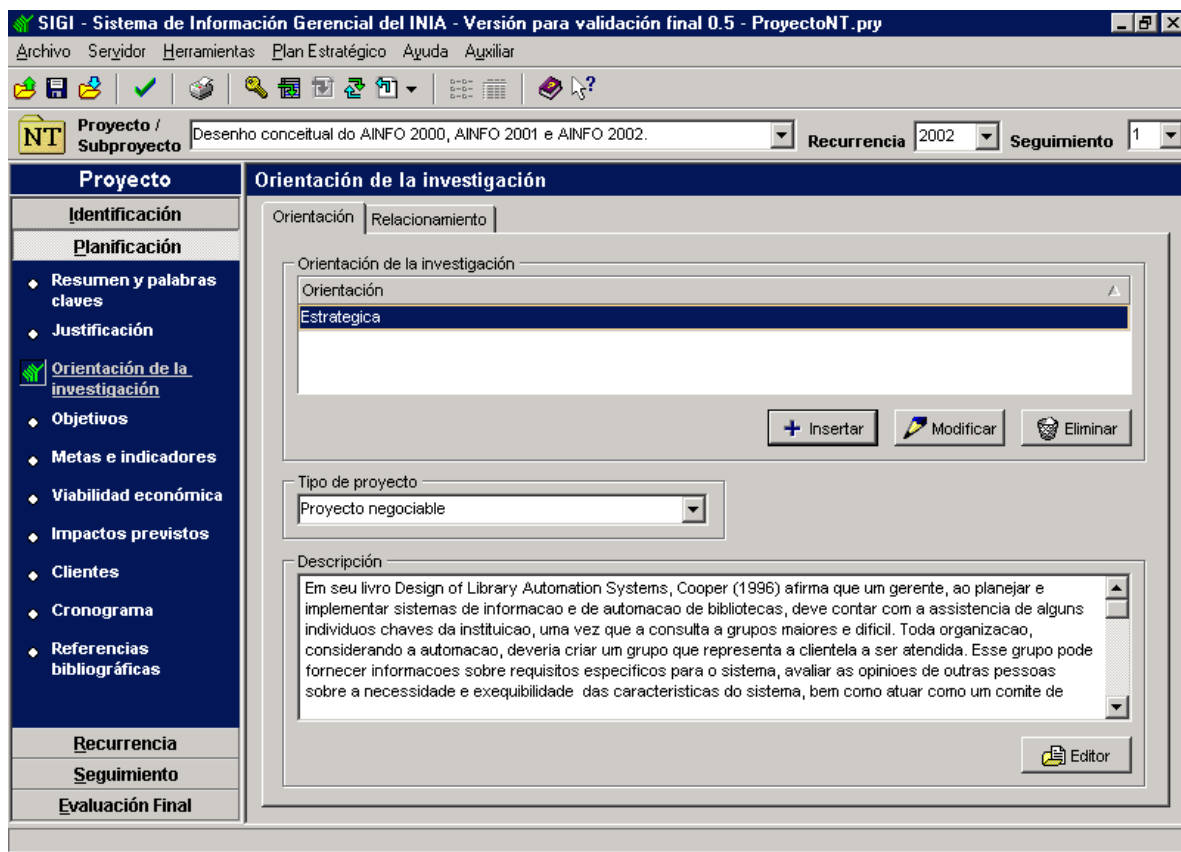 SIGI - Sistema de Información Gerencial del INIA - Versión para validación final 0.5 - ProyectoNT.pry
Archivo Servidor Herramientas Plan Estratégico Ayuda Auxiliar
NT
Proyecto /
Subproyecto
Desenho conceitual do AINFO 2000, AINFO 2001 e AINFO 2002.
Recurrencia
2002
Seguimiento
1
Proyecto
Identificación
Planificación
Resumen y palabras
claves
Justificación
Orientación de la
investigación
Objetivos
Metas e indicadores
Viabilidad económica
Impactos previstos
Clientes
Cronograma
Referencias
bibliográficas
Recurrencia
Seguimiento
Evaluación Final
Orientación de la investigación
Orientación
Relacionamiento
Orientación de la investigación
Orientación
Estrategica
Insertar
Modificar
Eliminar
Tipo de proyecto
Proyecto negociable
Descripción
Em seu livro Design of Library Automation Systems, Cooper (1996) afirma que um gerente, ao planejar e
implementar sistemas de informacao e de automacao de bibliotecas, deve contar com a assistencia de alguns
individuos chaves da instituicao, uma vez que a consulta a grupos maiores e dificil. Toda organizacao,
considerando a automacao, deveria criar um grupo que representa a clientela a ser atendida. Esse grupo pode
fornecer informacoes sobre requisitos especificos para o sistema, avaliar as opinioes de outras pessoas
sobre a necessidade e exequibilidade das caracteristicas do sistema, bem como atuar como um comite de
Editor